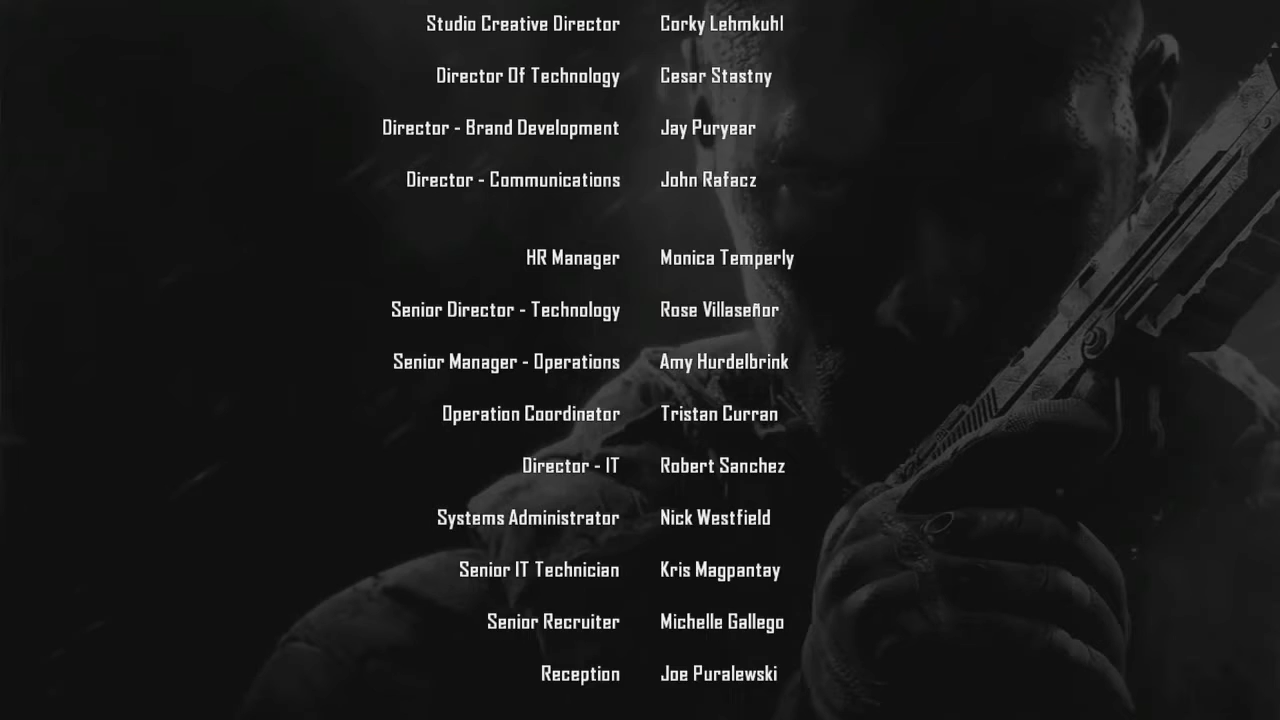 Studio Creative Director Corky Lehmkuhl
Director Of Technology Cesar Stastny
Director - Brand Development Jay Puryear
Director - Communications John Rafacz
HR Manager Monica Temperly
Senior Director - Technology Rose Villaseñor
Senior Manager - Operations Amy Hurdelbrink
Operation Coordinator Tristan Curran
Director - IT Robert Sanchez
Systems Administrator Nick Westfield
Senior IT Technician Kris Magpantay
Senior Recruiter Michelle Gallego
Reception Joe Puralewski